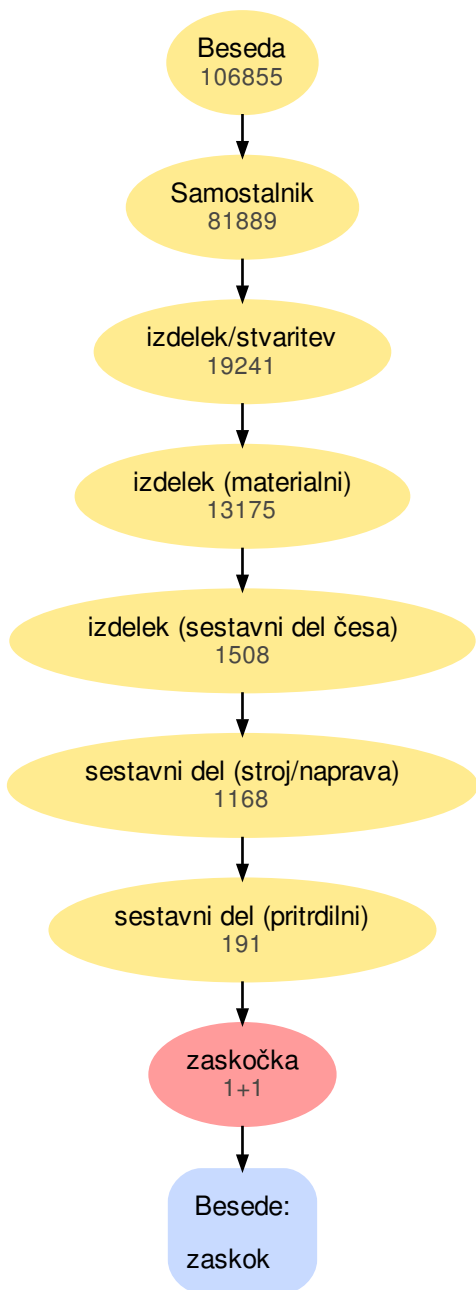 Beseda
106855
Samostalnik
81889
izdelek/stvaritev
19241
izdelek (materialni)
13175
izdelek (sestavni del česa)
1508
sestavni del (stroj/naprava)
1168
sestavni del (pritrdilni)
191
zaskočka
1+1
Besede:
zaskok